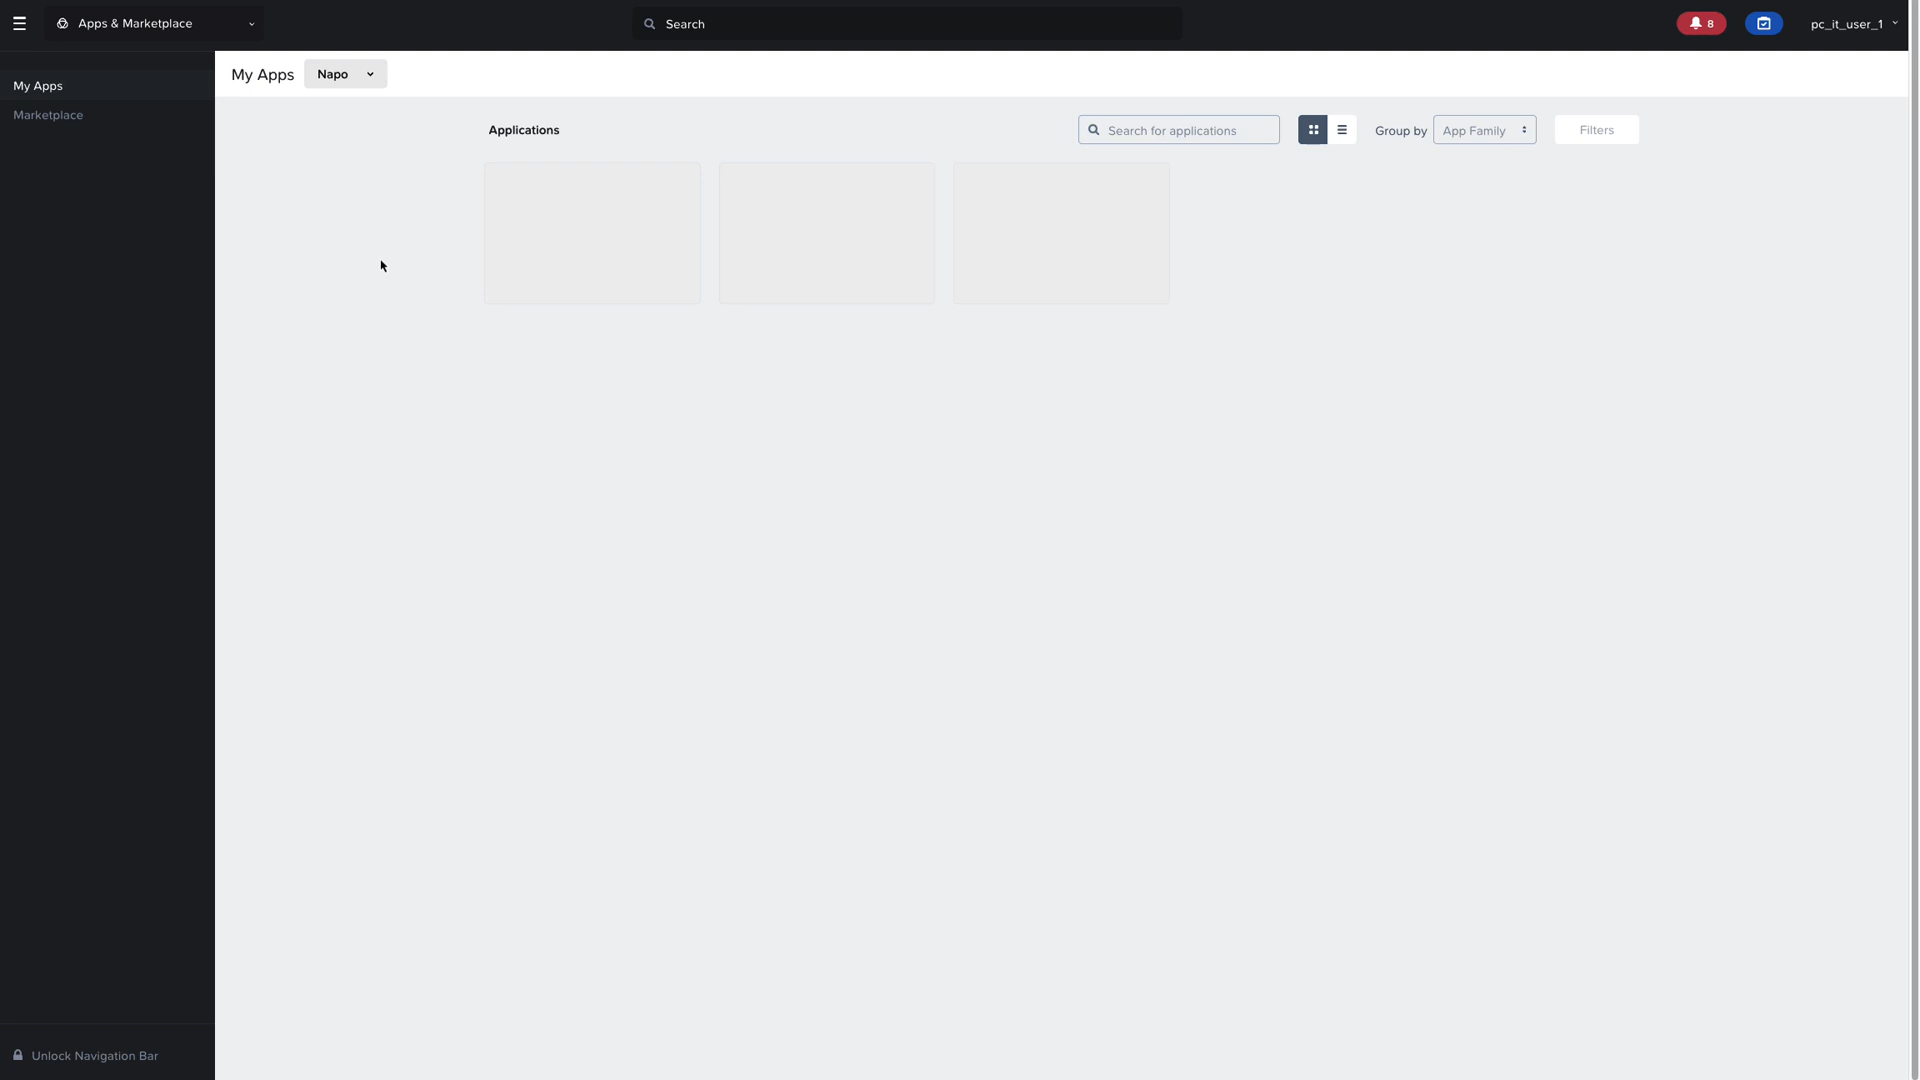 Apps & Marketplace
Search
8
pc_it_user_1
My Apps
Marketplace
My Apps
Napo
Applications
Search for applications
Group by
App Family
Filters
Unlock Navigation Bar